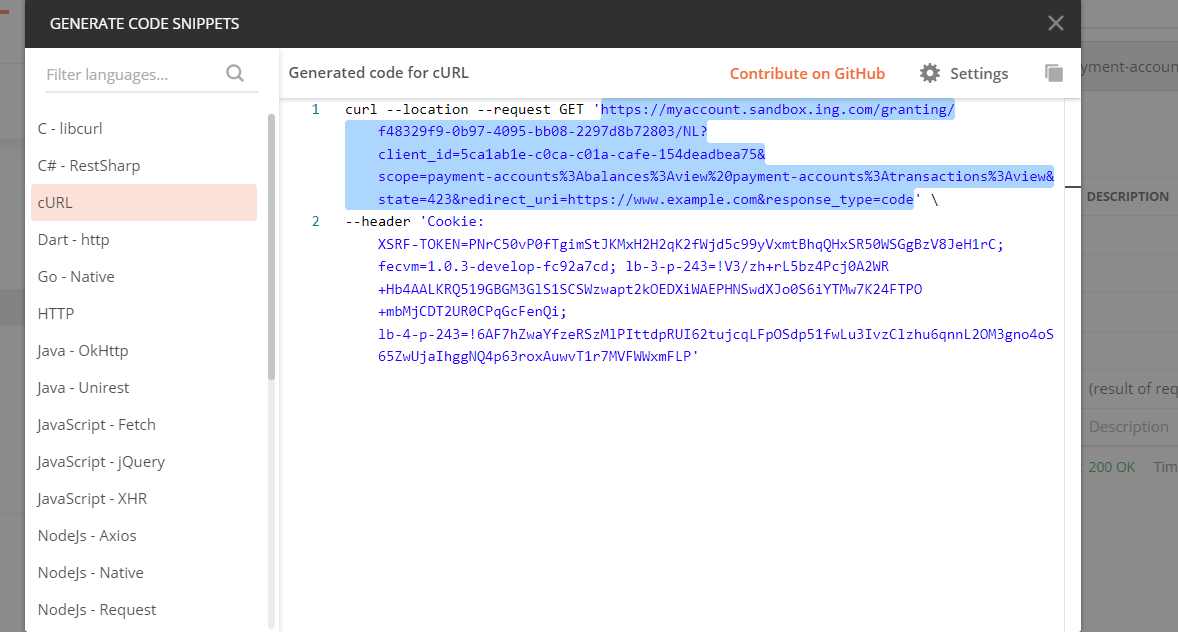 GENERATE CODE SNIPPETS
Filter languages...
Generated code for cURL
Contribute on GitHub
Settings
C - libcurl
C# - RestSharp
cURL
Dart - http
Go - Native
HTTP
Java - OkHttp
Java - Unirest
JavaScript - Fetch
JavaScript - jQuery
JavaScript - XHR
NodeJs - Axios
NodeJs - Native
NodeJs - Request
1 curl --location --request GET 'https://myaccount.sandbox.ing.com/granting/
f48329f9-0b97-4095-bb08-2297d8b72803/NL?
client_id=5ca1ab1e-c0ca-c01a-cafe-154deadbea75&
scope=payment-accounts%3Abalances%3Aview%20payment-accounts%3Atransactions%3Aview&
state=423&redirect_uri=https://www.example.com&response_type=code' \
2 --header 'Cookie:
XSRF-TOKEN=PNrC50vP0fTgimStJKMxH2H2qK2fWjd5c99yVxmtBhqQHxSR50WSGgBzV8JeH1rC;
fecvm=1.0.3-develop-fc92a7cd; lb-3-p-243=!V3/zh+rL5bz4Pcj0A2WR
+Hb4AALKRQ519GBGM3GlS1SCSWzwapt2kOEDXiWAEPHNSwdXJo0S6iYTMw7K24FTPO
+mbMjCDT2UR0CPqGcFenQi;
lb-4-p-243=!6AF7hZwaYfzeRSzMlPIttdpRUI62tujcqLFpOSdp51fwLu3IvzClzhu6qnnL2OM3gno4oS
65ZwUjaIhggNQ4p63roxAuwvT1r7MVFWWxmFLP'
yment-accoun
DESCRIPTION
(result of req
Description
200 OK Tim